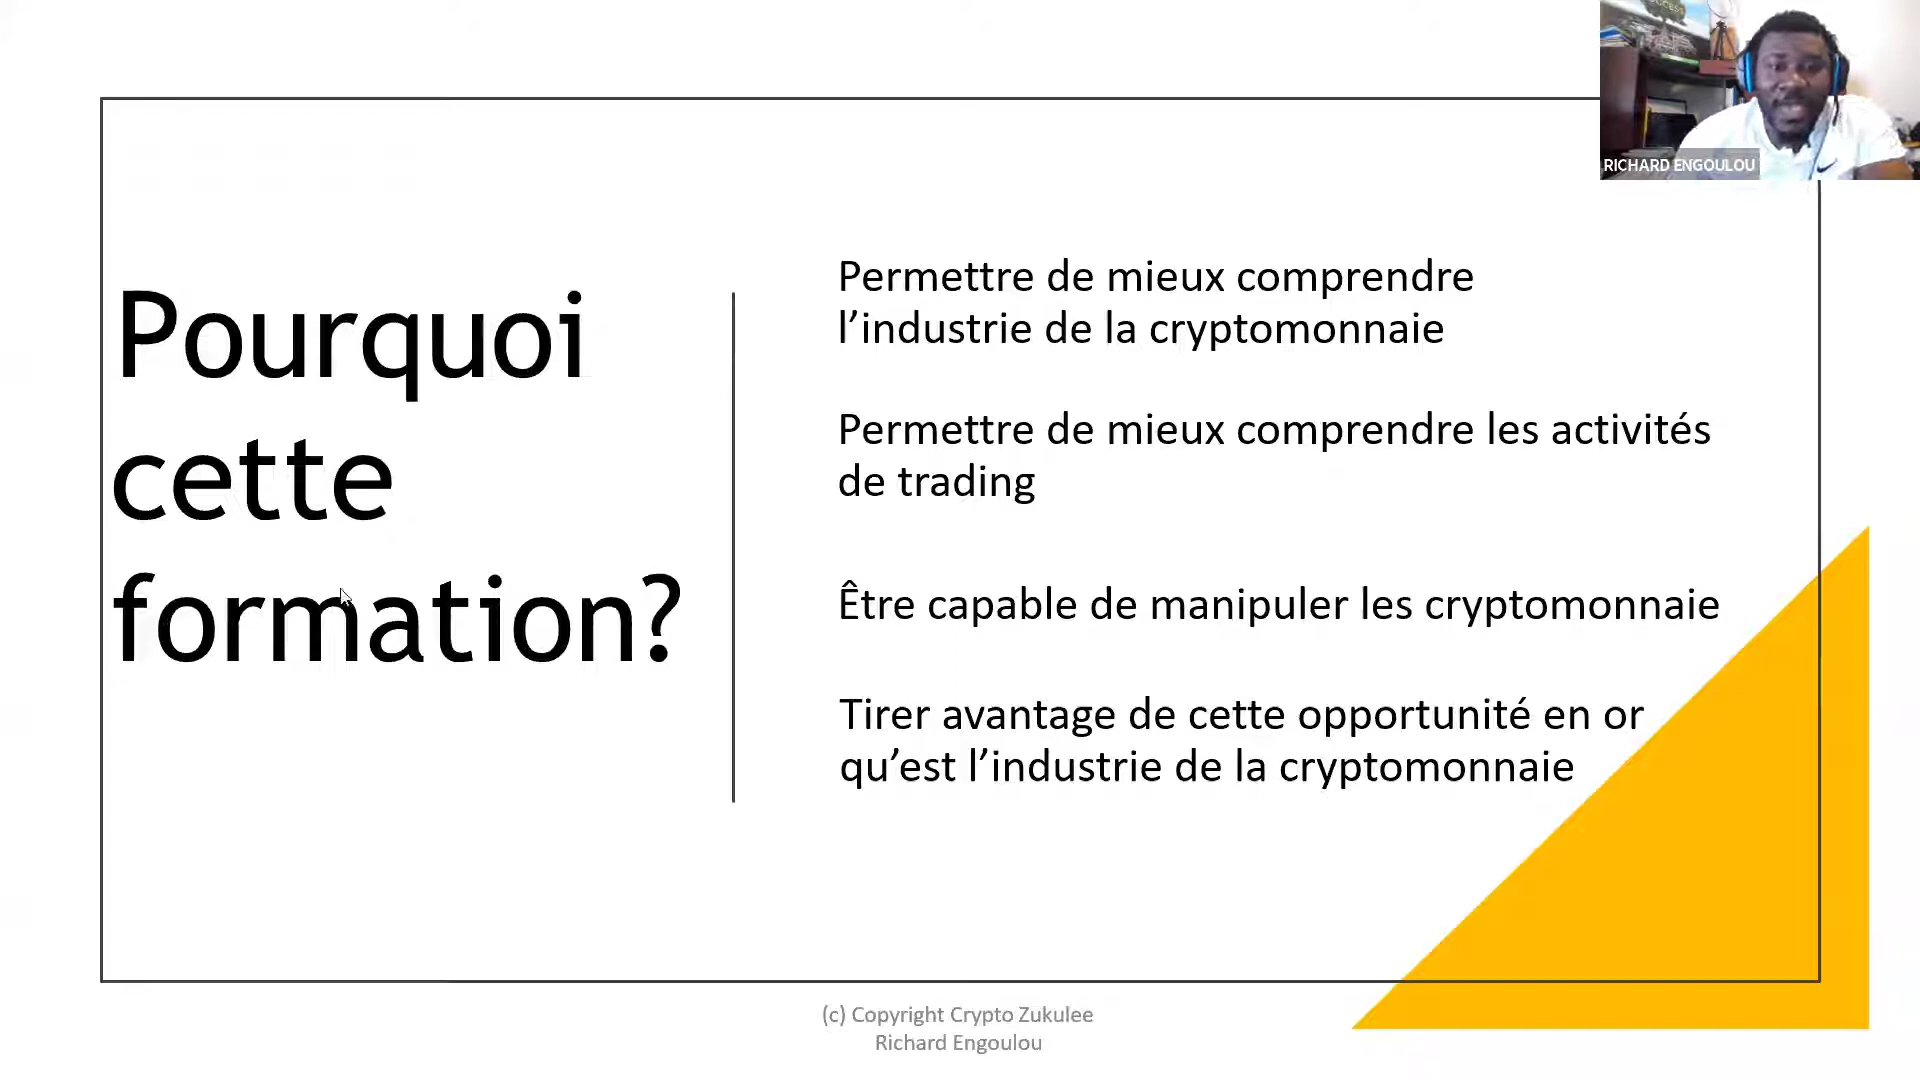 Pourquoi
cette
formation?
Permettre de mieux comprendre
l’industrie de la cryptomonnaie
Permettre de mieux comprendre les activités
de trading
Être capable de manipuler les cryptomonnaie
Tirer avantage de cette opportunité en or
qu’est l’industrie de la cryptomonnaie
RICHARD ENGOULOU
(c) Copyright Crypto Zukulee
Richard Engoulou